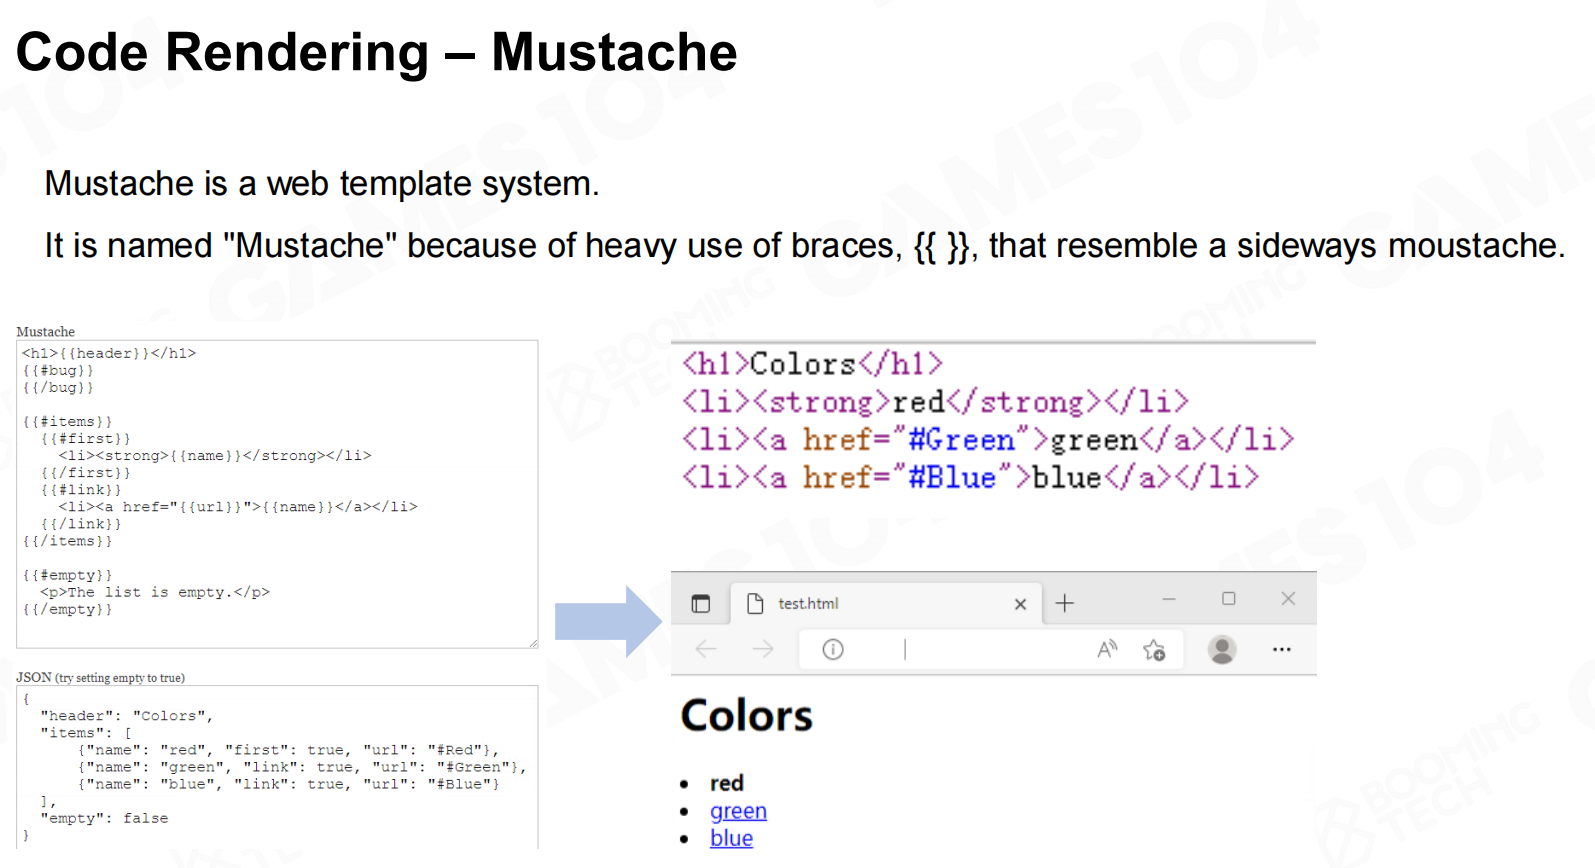 Code Rendering – Mustache
Mustache is a web template system.
It is named "Mustache" because of heavy use of braces, {{ }}, that resemble a sideways moustache.
Mustache
<h1>{{header}}</h1>
{{#bug}}
{{/bug}}
{{#items}}
{{#first}}
<li><strong>{{name}}</strong></li>
{{/first}}
{{#link}}
<li><a href="{{url}}">{{name}}</a></li>
{{/link}}
{{/items}}
{{#empty}}
<p>The list is empty.</p>
{{/empty}}
JSON (try setting empty to true)
{
"header": "Colors",
"items": [
{"name": "red", "first": true, "url": "#Red"},
{"name": "green", "link": true, "url": "#Green"},
{"name": "blue", "link": true, "url": "#Blue"}
],
"empty": false
}
<h1>Colors</h1>
<li><strong>red</strong></li>
<li><a href="#Green">green</a></li>
<li><a href="#Blue">blue</a></li>
test.html
Colors
red
green
blue
GAMES104
BOOMING
TECH